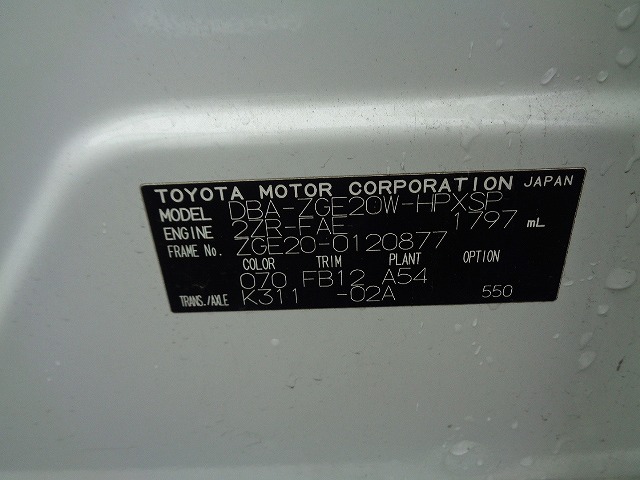 TOYOTA MOTOR CORPORATION JAPAN
MODEL DBA-ZGE20W-HPXSP
ENGINE 2ZR-FAE 1797 mL
FRAME No. ZGE20-0120877
COLOR TRIM PLANT OPTION
070 FB12 A54
TRANS./AXLE K311 -02A 550